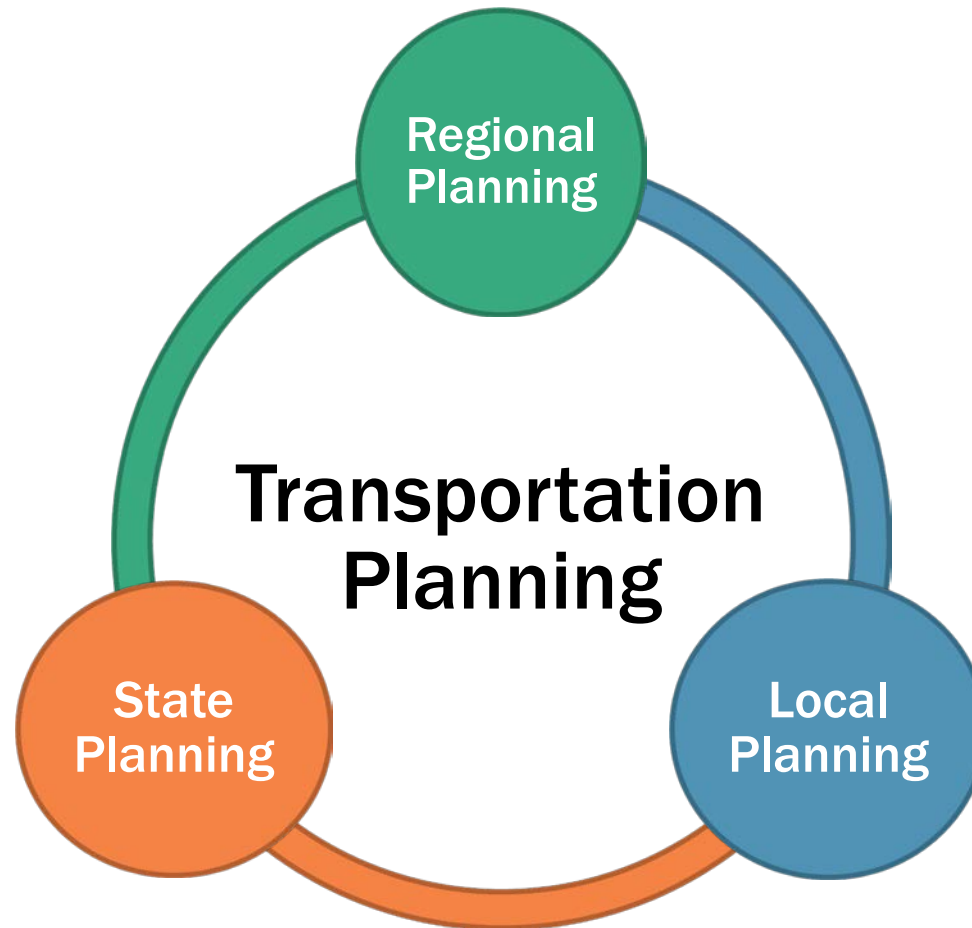 Regional
Planning
Transportation
Planning
State
Planning
Local
Planning